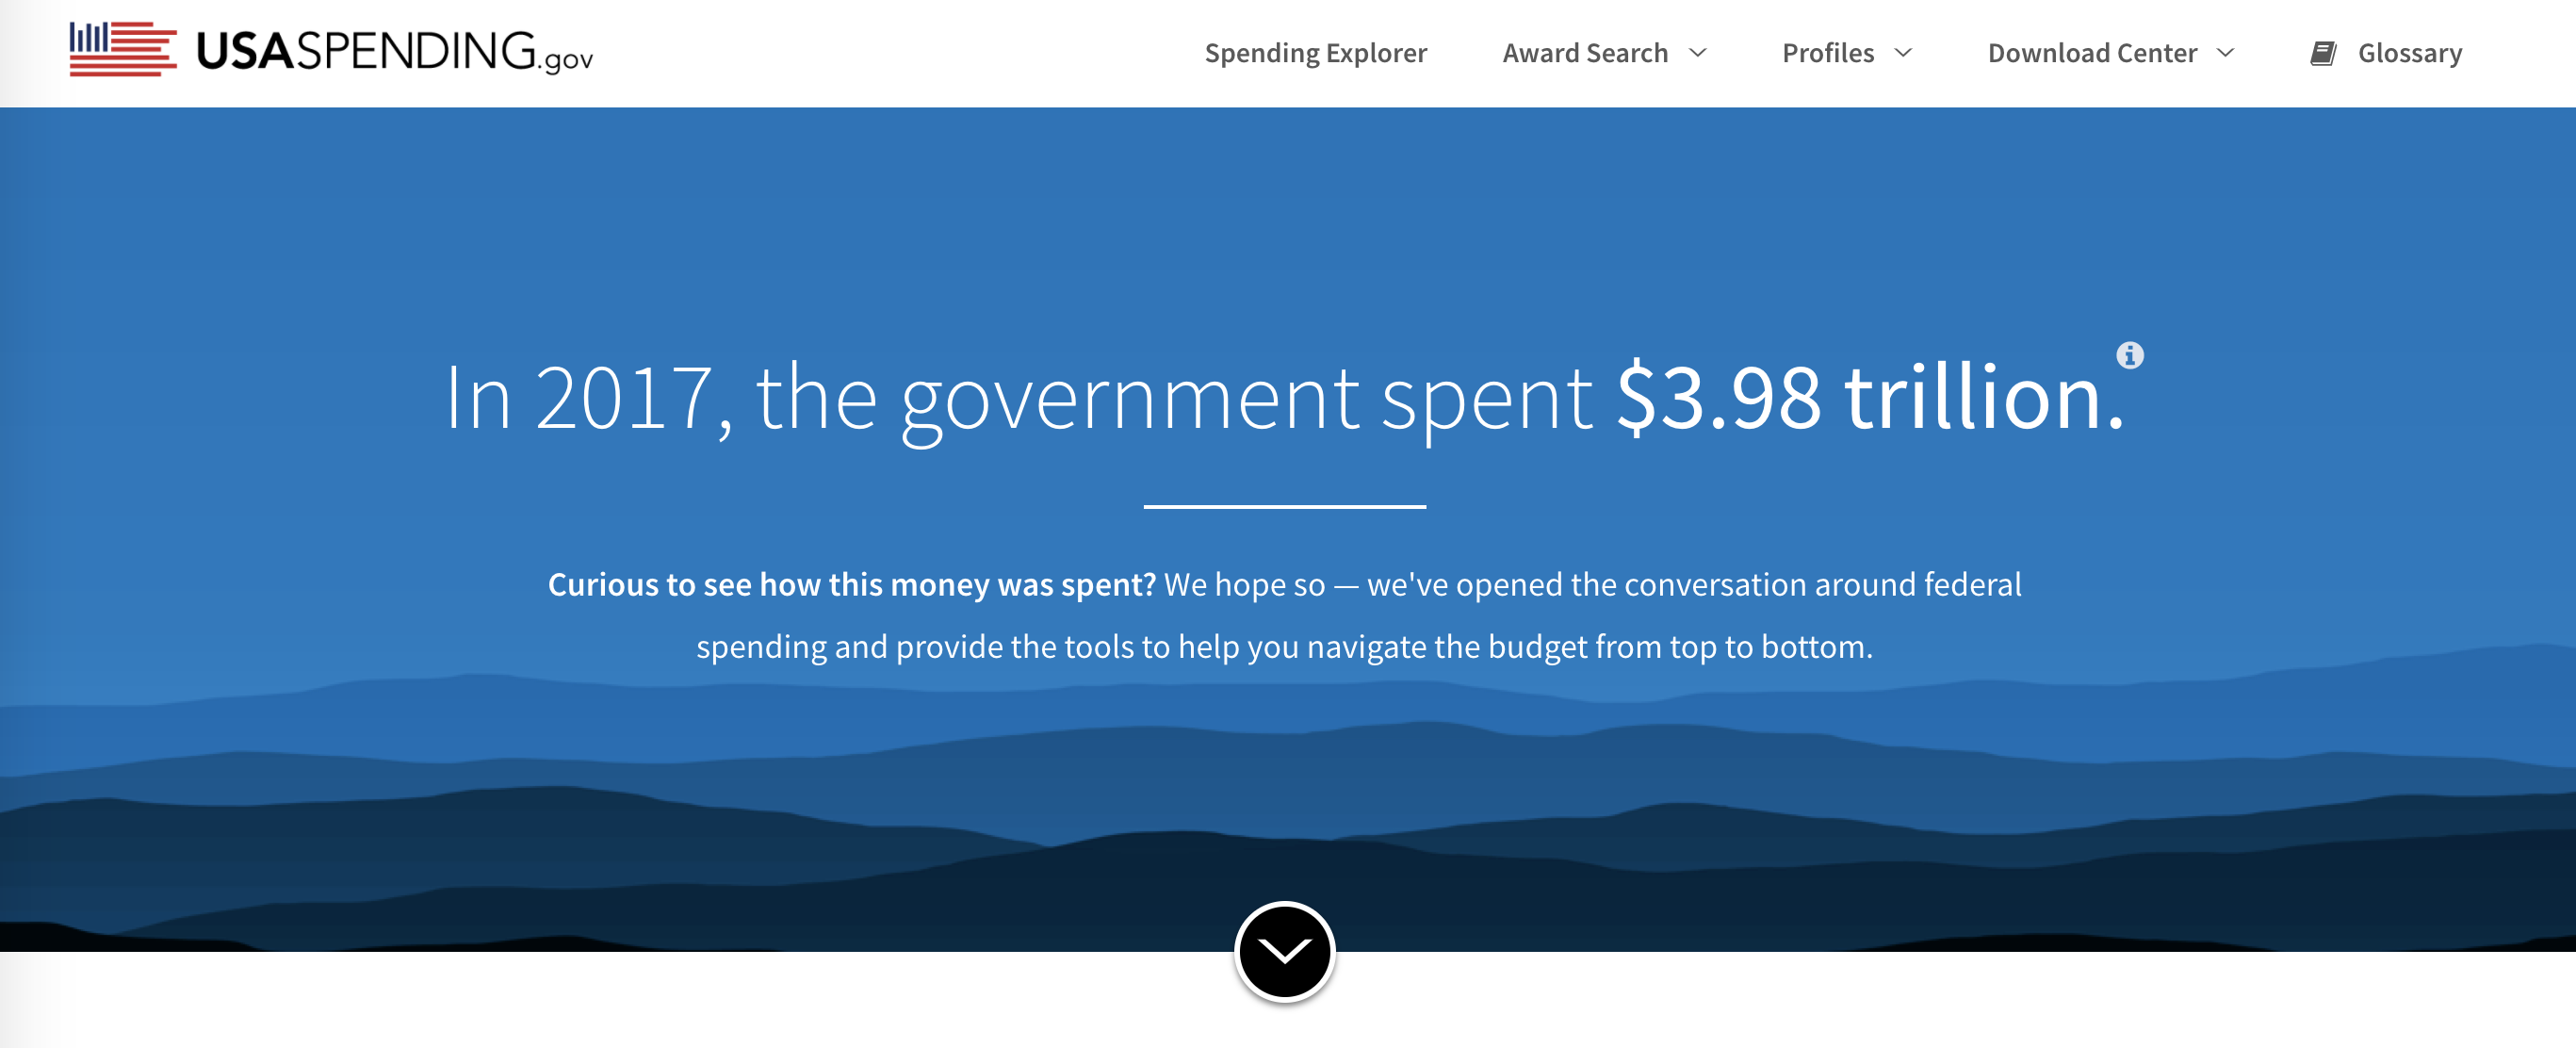 USASPENDING.gov
Spending Explorer Award Search Profiles Download Center Glossary
In 2017, the government spent $3.98 trillion.
Curious to see how this money was spent? We hope so — we've opened the conversation around federal
spending and provide the tools to help you navigate the budget from top to bottom.